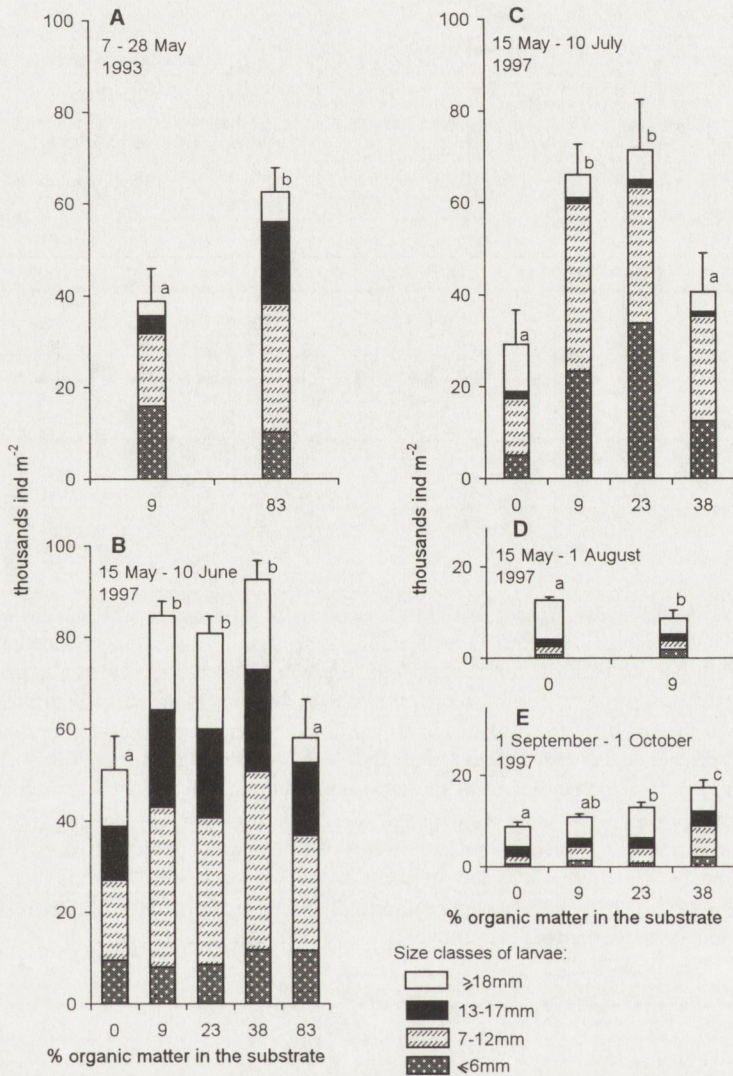 A
7 - 28 May
1993
100
80
60
40
20
0
a
b
9
83
thousands ind m⁻²
B
15 May - 10 June
1997
100
80
60
40
20
0
a
b
b
b
a
0
9
23
38
83
% organic matter in the substrate
C
15 May - 10 July
1997
100
80
60
40
20
0
a
b
b
a
0
9
23
38
thousands ind m⁻²
D
15 May - 1 August
1997
20
0
a
b
0
9
E
1 September - 1 October
1997
20
0
a
ab
b
c
0
9
23
38
% organic matter in the substrate
Size classes of larvae:
⩾18mm
13-17mm
7-12mm
⩽6mm